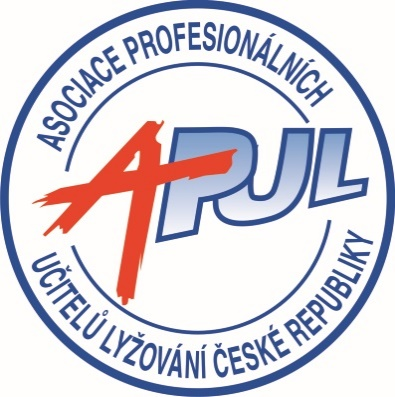 ASOCIACE PROFESIONÁLNÍCH
APUL
UČITELŮ LYŽOVÁNÍ ČESKÉ REPUBLIKY